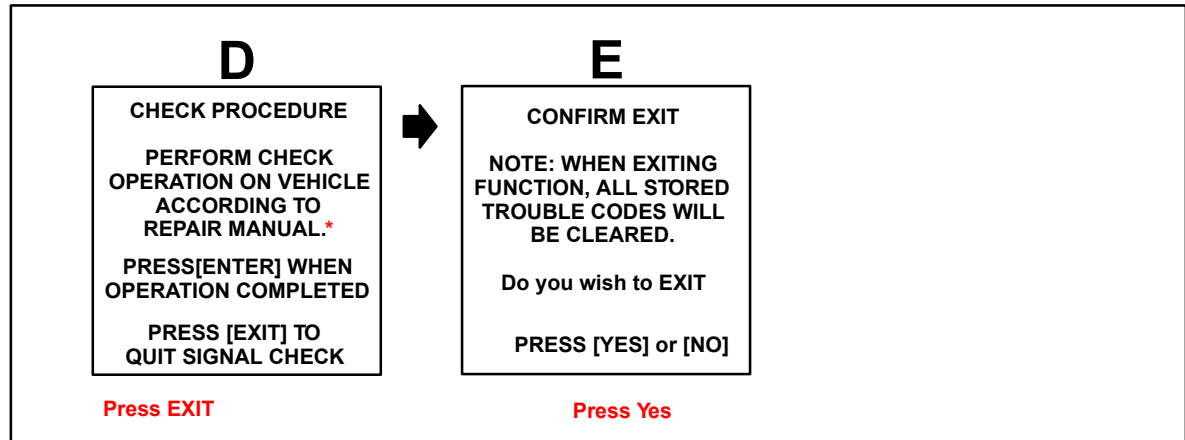 D
CHECK PROCEDURE
PERFORM CHECK
OPERATION ON VEHICLE
ACCORDING TO
REPAIR MANUAL.*
PRESS[ENTER] WHEN
OPERATION COMPLETED
PRESS [EXIT] TO
QUIT SIGNAL CHECK
Press EXIT
E
CONFIRM EXIT
NOTE: WHEN EXITING
FUNCTION, ALL STORED
TROUBLE CODES WILL
BE CLEARED.
Do you wish to EXIT
PRESS [YES] or [NO]
Press Yes